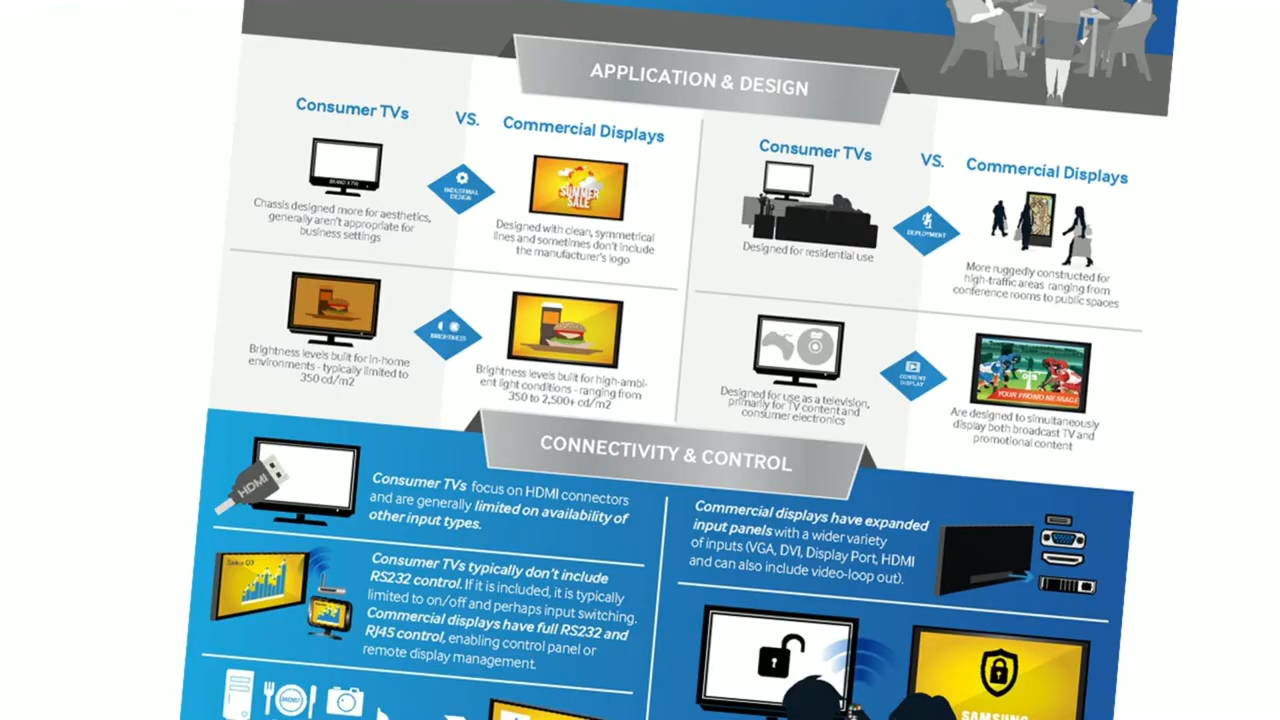 APPLICATION & DESIGN
Consumer TVs
VS.
Commercial Displays
BRAND X TVs
Chassis designed more for aesthetics,
generally aren't appropriate for
business settings
INDUSTRIAL
DESIGN
SUMMER
SALE
Designed with clean, symmetrical
lines and sometimes don't include
the manufacturer's logo
Brightness levels built for in-home
environments - typically limited to
350 cd/m2
BRIGHTNESS
Brightness levels built for high-ambi-
ent light conditions - ranging from
350 to 2,500+ cd/m2
Consumer TVs
VS.
Commercial Displays
Designed for residential use
DEPLOYMENT
More ruggedly constructed for
high-traffic areas ranging from
conference rooms to public spaces
Designed for use as a television,
primarily for TV content and
consumer electronics
CONTENT
DISPLAY
YOUR PROMO MESSAGE
Are designed to simultaneously
display both broadcast TV and
promotional content
CONNECTIVITY & CONTROL
HDMI
Consumer TVs focus on HDMI connectors
and are generally limited on availability of
other input types.
Sales Q3
Consumer TVs typically don't include
RS232 control. If it is included, it is typically
limited to on/off and perhaps input switching.
Commercial displays have full RS232 and
RJ45 control, enabling control panel or
remote display management.
MENU
Commercial displays have expanded
input panels with a wider variety
of inputs (VGA, DVI, Display Port, HDMI
and can also include video-loop out).
SAMSUNG